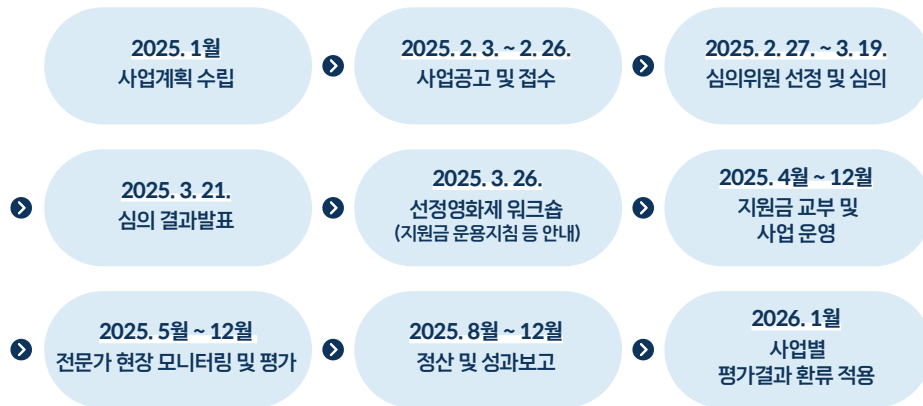 2025. 1월
사업계획 수립
2025. 2. 3. ~ 2. 26.
사업공고 및 접수
2025. 2. 27. ~ 3. 19.
심의위원 선정 및 심의
2025. 3. 21.
심의 결과발표
2025. 3. 26.
선정영화제 워크숍
(지원금 운용지침 등 안내)
2025. 4월 ~ 12월
지원금 교부 및
사업 운영
2025. 5월 ~ 12월
전문가 현장 모니터링 및 평가
2025. 8월 ~ 12월
정산 및 성과보고
2026. 1월
사업별
평가결과 환류 적용